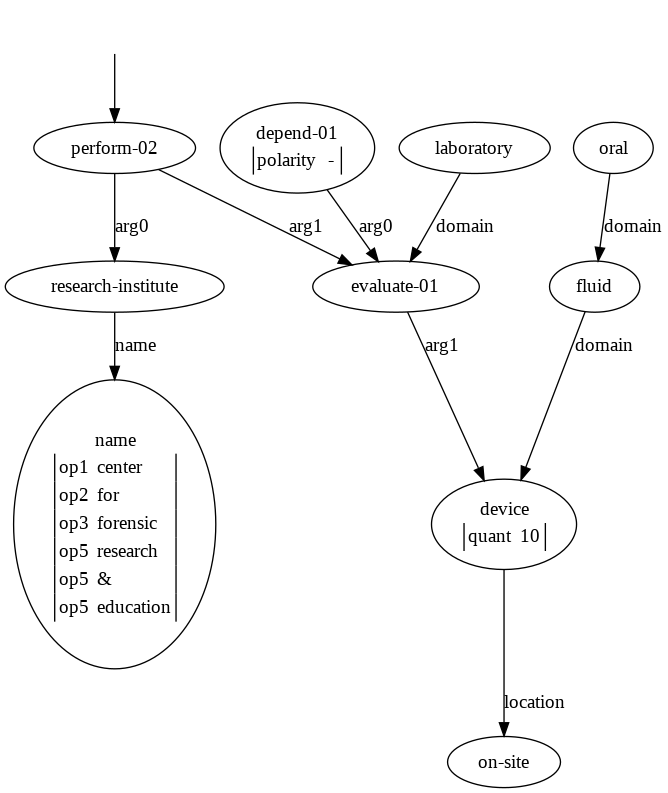 perform-02
depend-01
polarity -
laboratory
oral
arg0
arg1
arg0
domain
domain
research-institute
evaluate-01
fluid
name
arg1
domain
name
op1 center
op2 for
op3 forensic
op5 research
op5 &
op5 education
device
quant 10
location
on-site